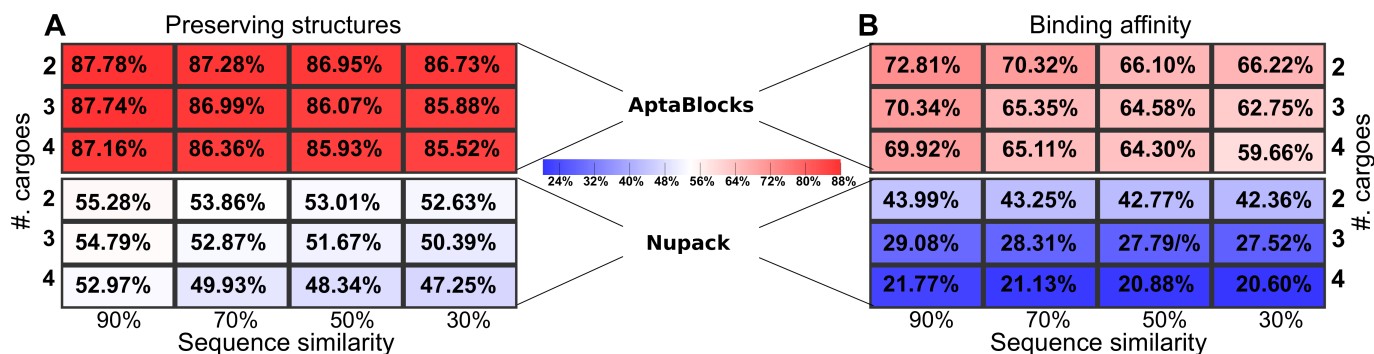 A Preserving structures
B Binding affinity
2 87.78% 87.28% 86.95% 86.73%
72.81% 70.32% 66.10% 66.22% 2
3 87.74% 86.99% 86.07% 85.88%
AptaBlocks
70.34% 65.35% 64.58% 62.75% 3
4 87.16% 86.36% 85.93% 85.52%
69.92% 65.11% 64.30% 59.66% 4
24% 32% 40% 48% 56% 64% 72% 80% 88%
#. cargoes
#. cargoes
2 55.28% 53.86% 53.01% 52.63%
43.99% 43.25% 42.77% 42.36% 2
3 54.79% 52.87% 51.67% 50.39%
Nupack
29.08% 28.31% 27.79/% 27.52% 3
4 52.97% 49.93% 48.34% 47.25%
21.77% 21.13% 20.88% 20.60% 4
90% 70% 50% 30%
90% 70% 50% 30%
Sequence similarity
Sequence similarity